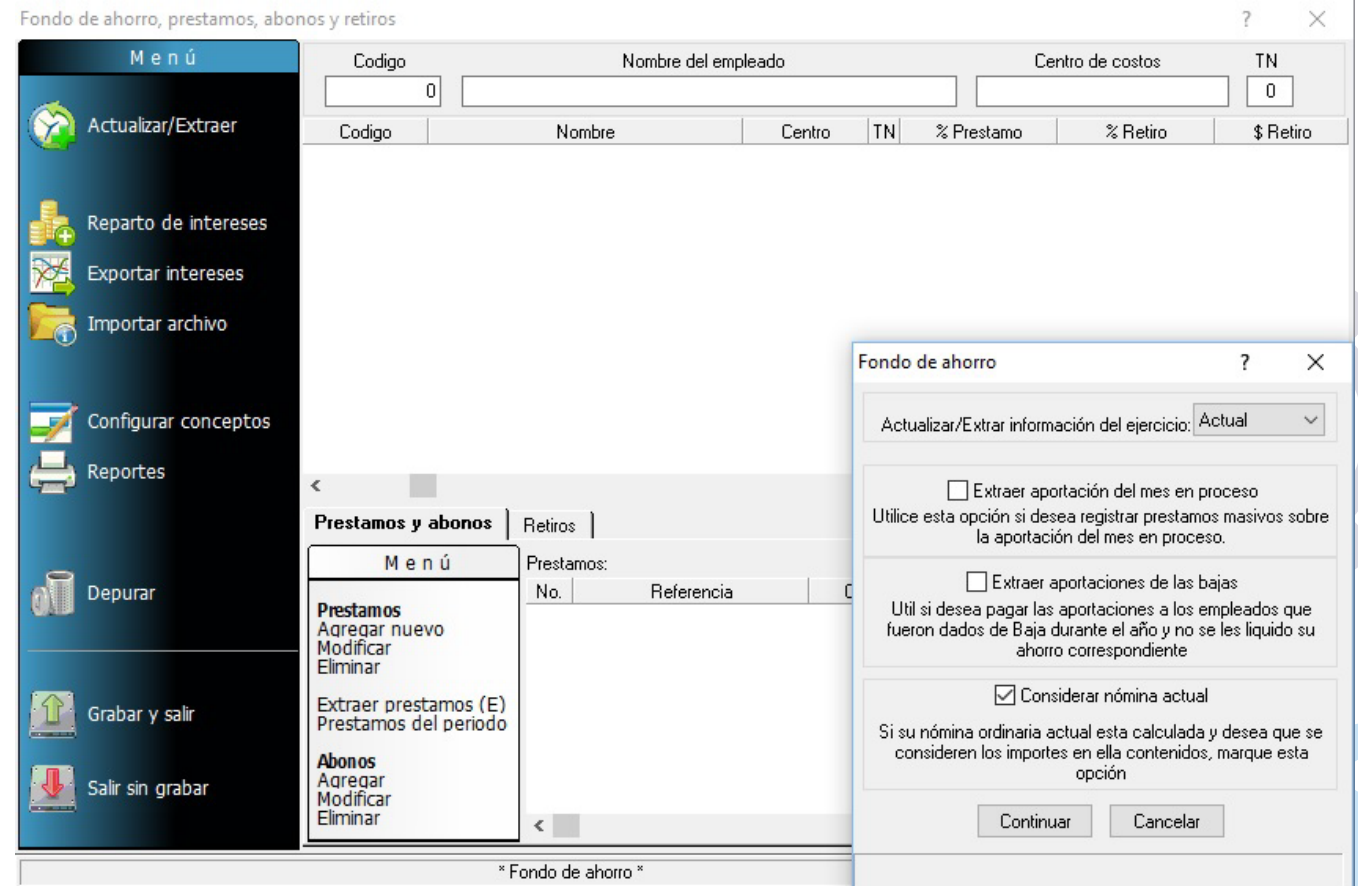 Fondo de ahorro, prestamos, abonos y retiros
?
Menú
Actualizar/Extraer
Reparto de intereses
Exportar intereses
Importar archivo
Configurar conceptos
Reportes
Depurar
Grabar y salir
Salir sin grabar
Codigo Nombre del empleado Centro de costos TN
0 0
Codigo Nombre Centro TN % Prestamo % Retiro $ Retiro
Prestamos y abonos Retiros
Menú
Prestamos
Agregar nuevo
Modificar
Eliminar
Extraer prestamos (E)
Prestamos del periodo
Abonos
Agregar
Modificar
Eliminar
Prestamos:
No. Referencia
* Fondo de ahorro *
Fondo de ahorro ?
Actualizar/Extrar información del ejercicio: Actual
Extraer aportación del mes en proceso
Utilice esta opción si desea registrar prestamos masivos sobre
la aportación del mes en proceso.
Extraer aportaciones de las bajas
Util si desea pagar las aportaciones a los empleados que
fueron dados de Baja durante el año y no se les liquido su
ahorro correspondiente
Considerar nómina actual
Si su nómina ordinaria actual esta calculada y desea que se
consideren los importes en ella contenidos, marque esta
opción
Continuar Cancelar